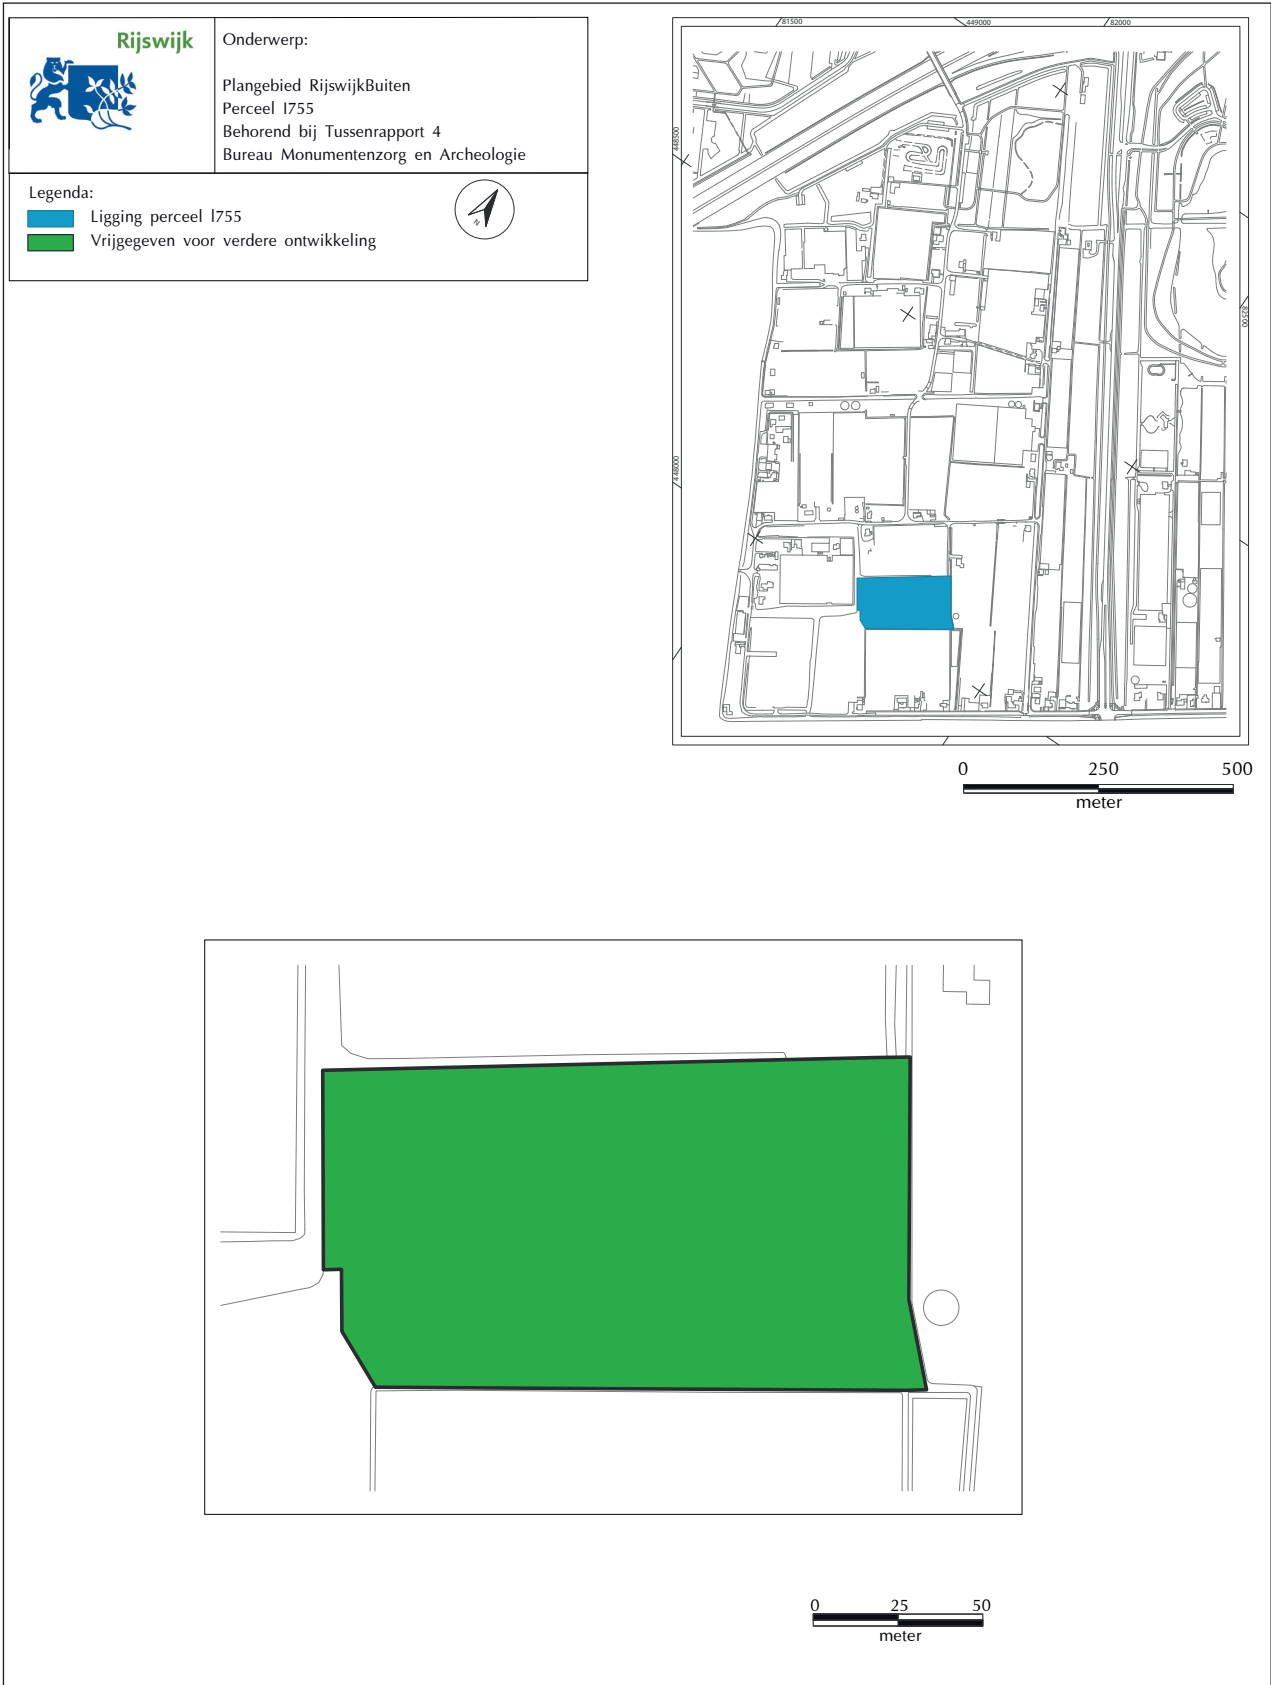 Rijswijk
Onderwerp:
Plangebied RijswijkBuiten
Perceel I755
Behorend bij Tussenrapport 4
Bureau Monumentenzorg en Archeologie
Legenda:
N
Ligging perceel I755
Vrijgegeven voor verdere ontwikkeling
81500
449000
82000
448500
82500
448000
0 250 500
meter
0 25 50
meter